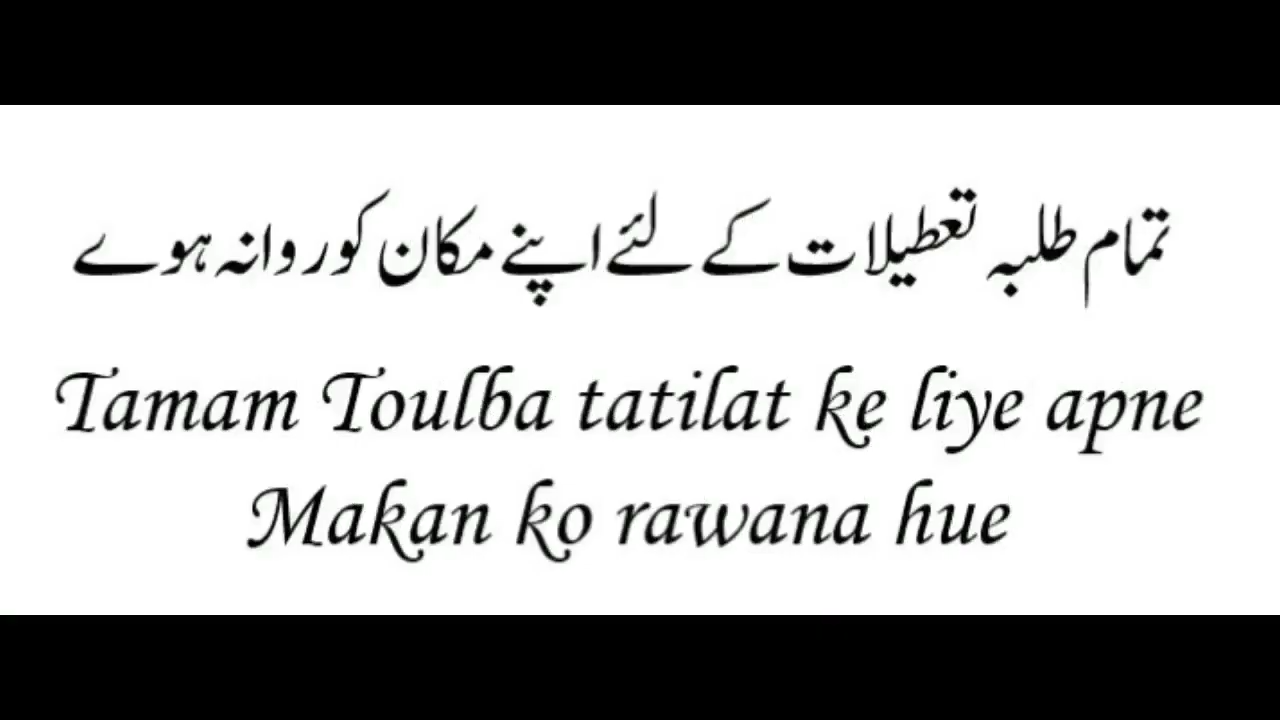 تمام طلبہ تعطیلات کے لئے اپنے مکان کو روانہ ہوے
Tamam Toulba tatilat ke liye apne
Makan ko rawana hue